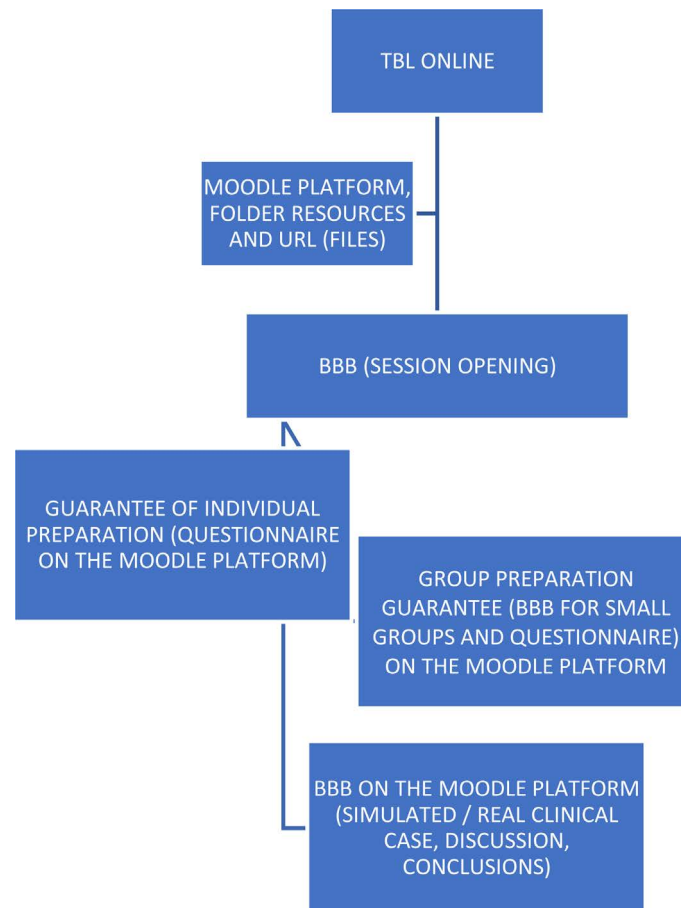 TBL ONLINE
MOODLE PLATFORM,
FOLDER RESOURCES
AND URL (FILES)
BBB (SESSION OPENING)
GUARANTEE OF INDIVIDUAL
PREPARATION (QUESTIONNAIRE
ON THE MOODLE PLATFORM)
GROUP PREPARATION
GUARANTEE (BBB FOR SMALL
GROUPS AND QUESTIONNAIRE)
ON THE MOODLE PLATFORM
BBB ON THE MOODLE PLATFORM
(SIMULATED / REAL CLINICAL
CASE, DISCUSSION,
CONCLUSIONS)